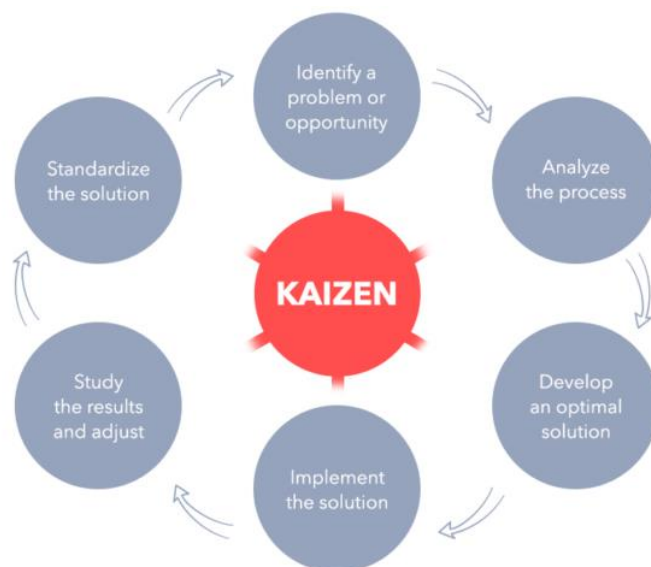 Identify a
problem or
opportunity
Analyze
the process
Develop
an optimal
solution
Implement
the solution
Study
the results
and adjust
Standardize
the solution
KAIZEN